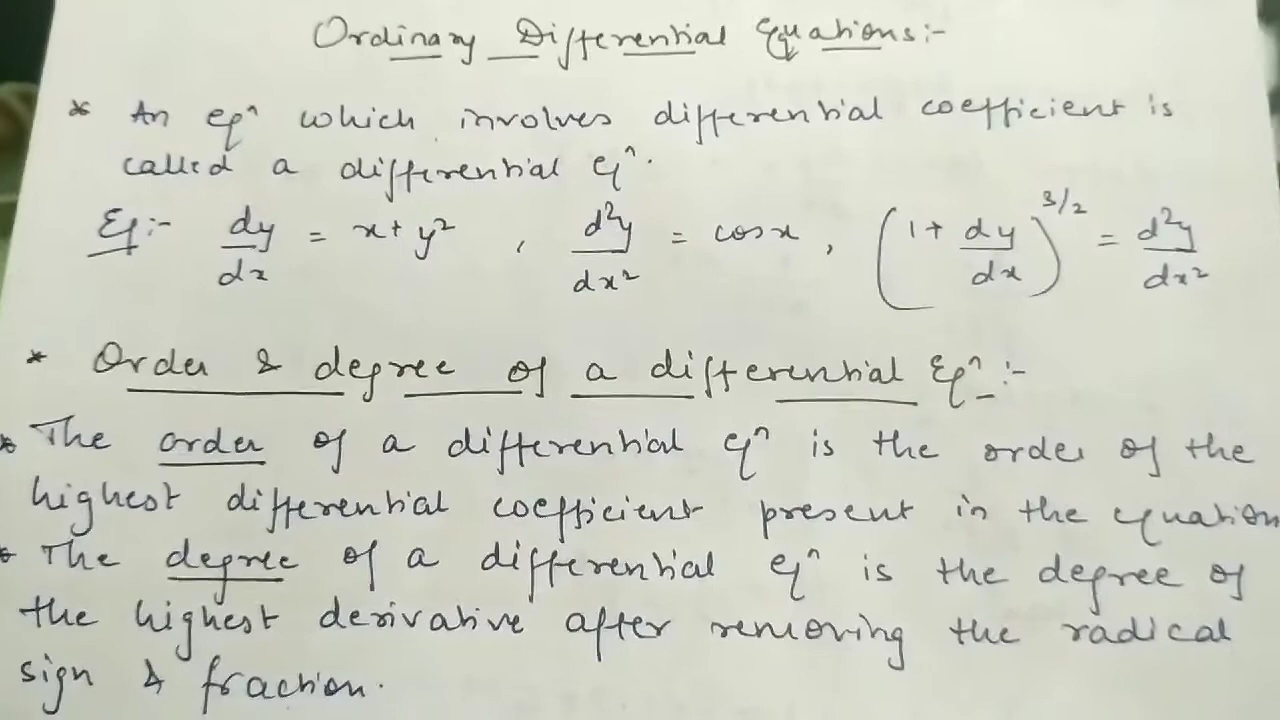 Ordinary Differential Equations:-
* An eqⁿ which involves differential coefficient is
called a differential eqⁿ.
Eg:- dy/dx = x + y² , d²y/dx² = cosx , (1 + dy/dx)^3/2 = d²y/dx²
* Order & degree of a differential Eqⁿ:-
* The order of a differential eqⁿ is the order of the
highest differential coefficient present in the equation
* The degree of a differential eqⁿ is the degree of
the highest derivative after removing the radical
sign & fraction.